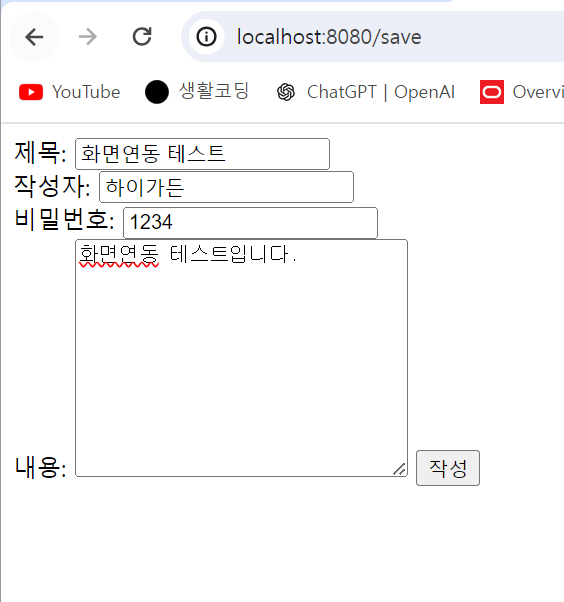 localhost:8080/save
YouTube 생활코딩 ChatGPT | OpenAI Overvi
제목: 화면연동 테스트
작성자: 하이가든
비밀번호: 1234
화면연동 테스트입니다.
내용: 작성